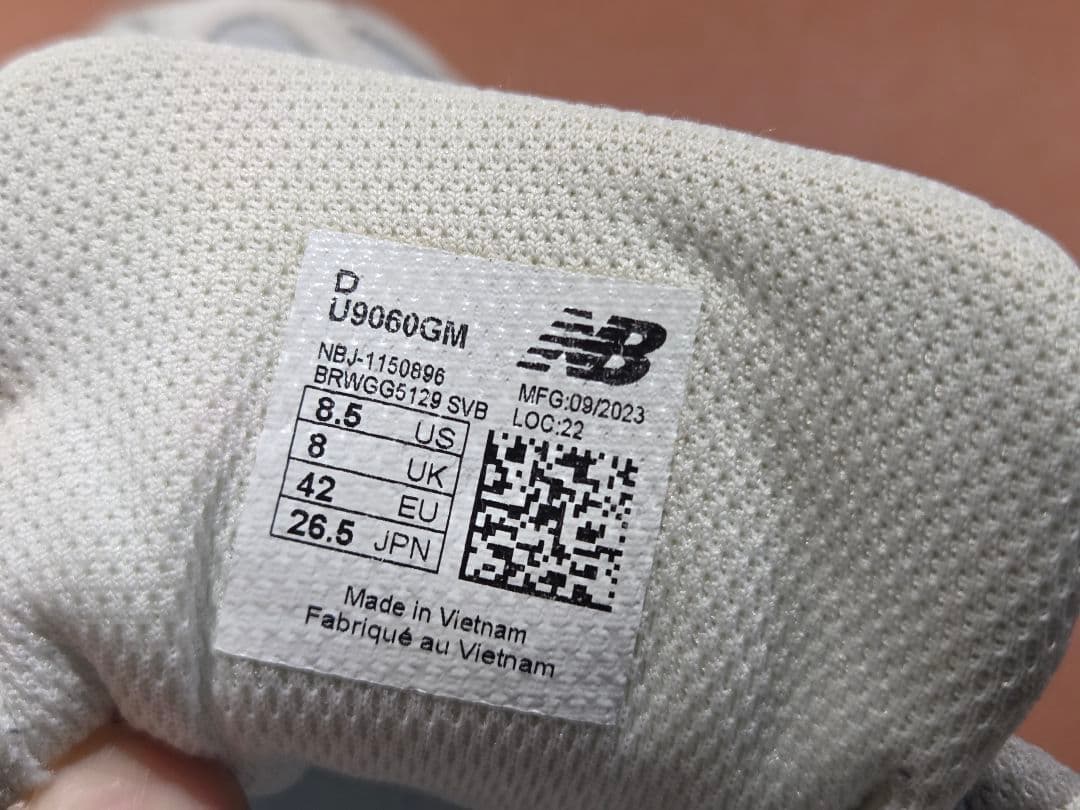 D
U9060GM
NBJ-1150896
BRWGG5129 SVB
8.5 US
8 UK
42 EU
26.5 JPN
NB
MFG:09/2023
LOC:22
Made in Vietnam
Fabriqué au Vietnam